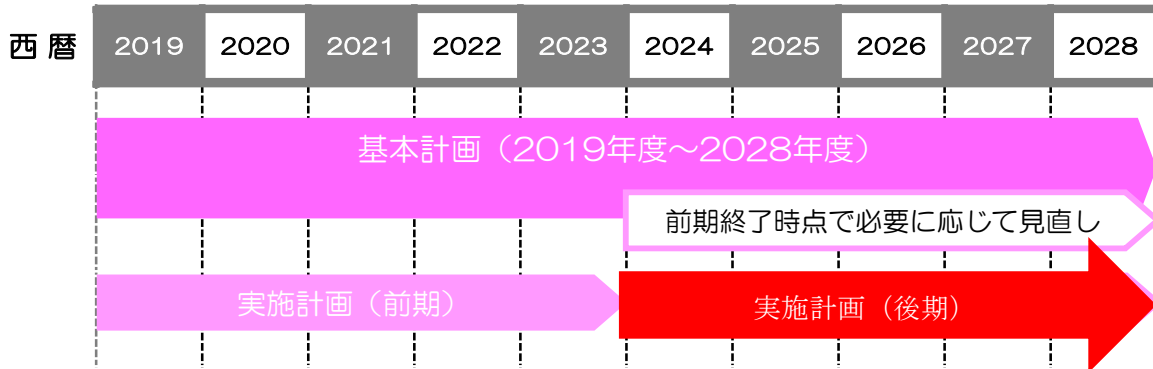 西暦 2019 2020 2021 2022 2023 2024 2025 2026 2027 2028
基本計画（2019年度～2028年度）
前期終了時点で必要に応じて見直し
実施計画（前期） 実施計画（後期）